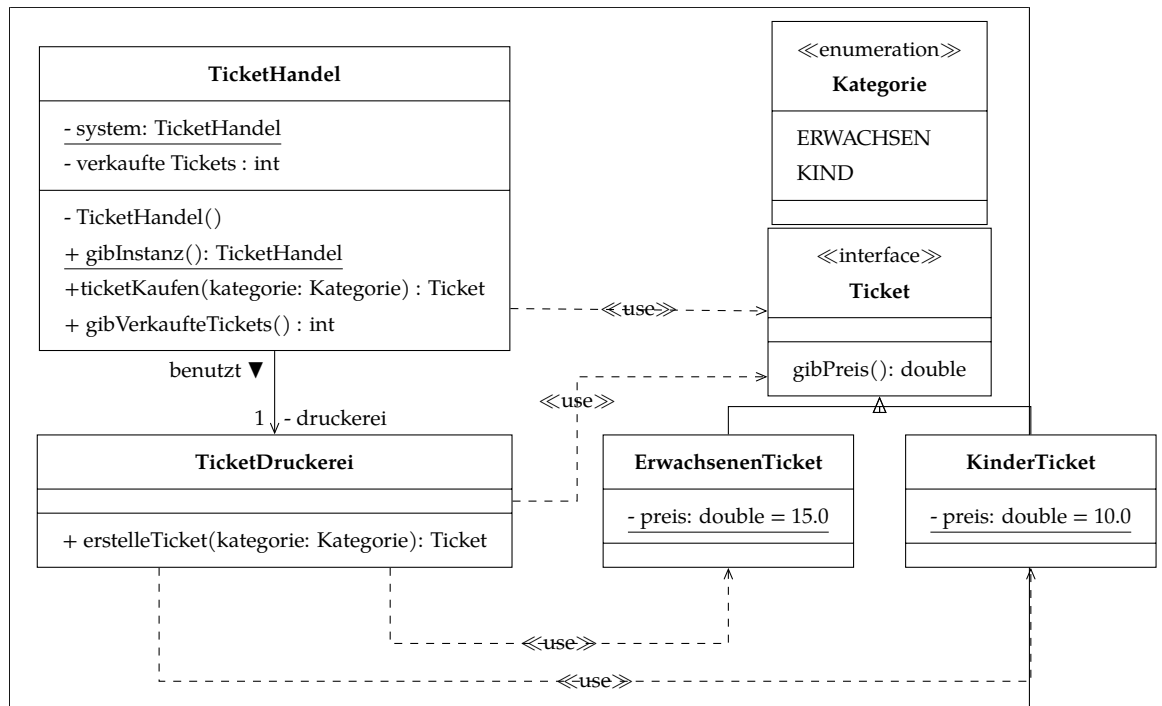 TicketHandel
- system: TicketHandel
- verkaufte Tickets : int
- TicketHandel()
+ gibInstanz(): TicketHandel
+ticketKaufen(kategorie: Kategorie) : Ticket
+ gibVerkaufteTickets() : int
≪enumeration≫
Kategorie
ERWACHSEN
KIND
≪interface≫
Ticket
gibPreis(): double
≪use≫
benutzt ▼
1
- druckerei
≪use≫
TicketDruckerei
+ erstelleTicket(kategorie: Kategorie): Ticket
ErwachsenenTicket
- preis: double = 15.0
KinderTicket
- preis: double = 10.0
≪use≫
≪use≫